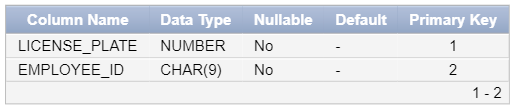 Column Name Data Type Nullable Default Primary Key
LICENSE_PLATE NUMBER No - 1
EMPLOYEE_ID CHAR(9) No - 2
1 - 2